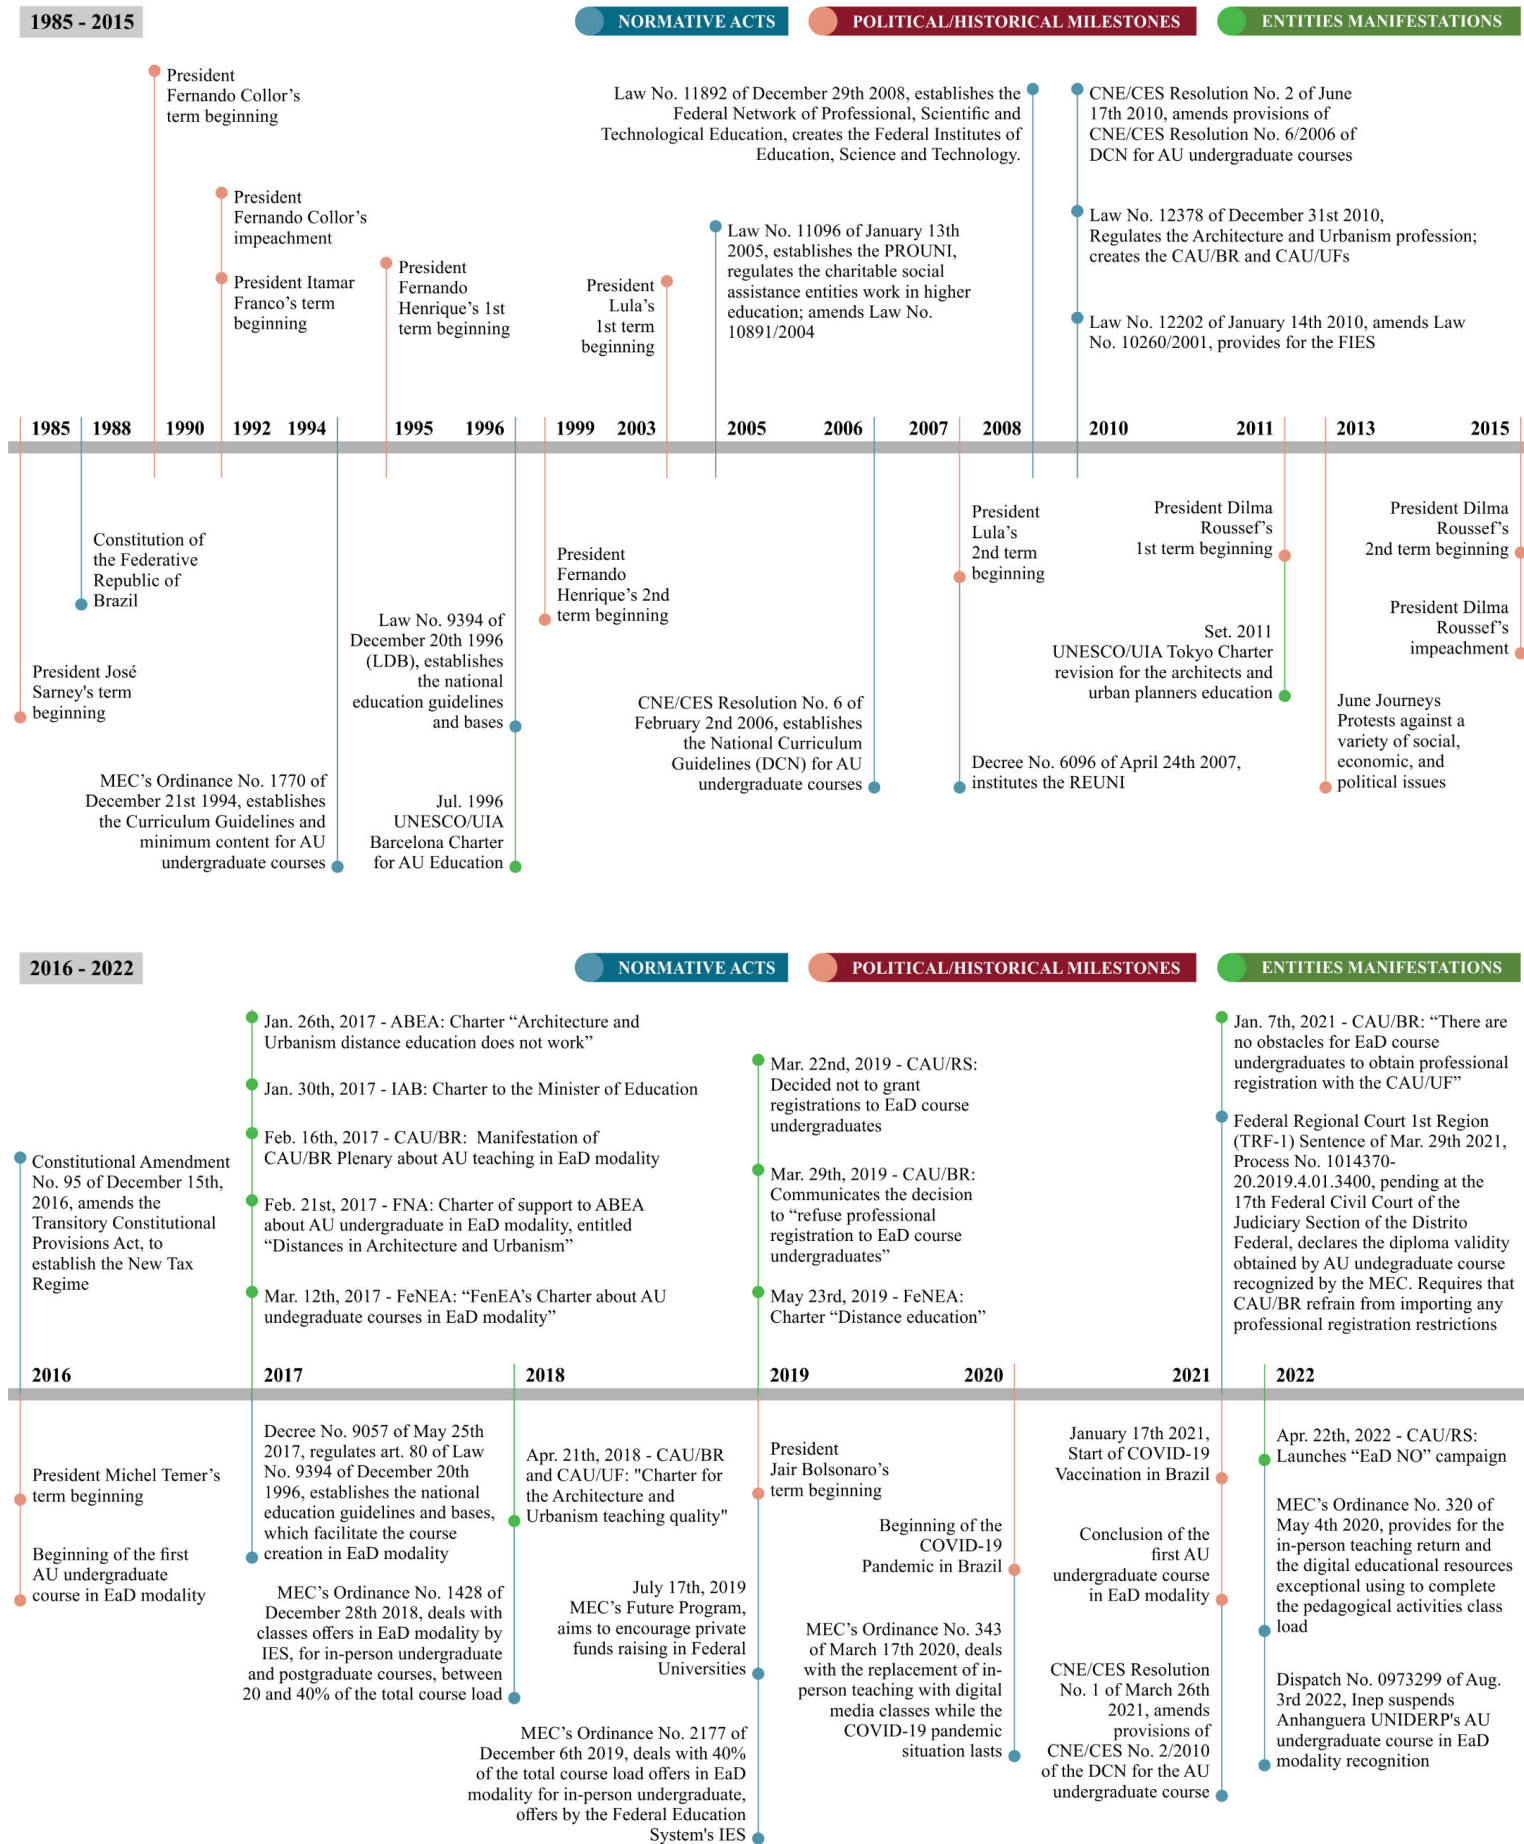 1985 - 2015
NORMATIVE ACTS
POLITICAL/HISTORICAL MILESTONES
ENTITIES MANIFESTATIONS
President
Fernando Collor's
term beginning
President
Fernando Collor's
impeachment
President Itamar
Franco's term
beginning
President
Fernando
Henrique's 1st
term beginning
President
Lula's
1st term
beginning
Law No. 11096 of January 13th
2005, establishes the PROUNI,
regulates the charitable social
assistance entities work in higher
education; amends Law No.
10891/2004
Law No. 11892 of December 29th 2008, establishes the
Federal Network of Professional, Scientific and
Technological Education, creates the Federal Institutes of
Education, Science and Technology.
CNE/CES Resolution No. 2 of June
17th 2010, amends provisions of
CNE/CES Resolution No. 6/2006 of
DCN for AU undergraduate courses
Law No. 12378 of December 31st 2010,
Regulates the Architecture and Urbanism profession;
creates the CAU/BR and CAU/UFs
Law No. 12202 of January 14th 2010, amends Law
No. 10260/2001, provides for the FIES
1985 1988 1990 1992 1994 1995 1996 1999 2003 2005 2006 2007 2008 2010 2011 2013 2015
President José
Sarney's term
beginning
Constitution of
the Federative
Republic of
Brazil
MEC's Ordinance No. 1770 of
December 21st 1994, establishes
the Curriculum Guidelines and
minimum content for AU
undergraduate courses
Law No. 9394 of
December 20th 1996
(LDB), establishes
the national
education guidelines
and bases
Jul. 1996
UNESCO/UIA
Barcelona Charter
for AU Education
President
Fernando
Henrique's 2nd
term beginning
CNE/CES Resolution No. 6 of
February 2nd 2006, establishes
the National Curriculum
Guidelines (DCN) for AU
undergraduate courses
President
Lula's
2nd term
beginning
Decree No. 6096 of April 24th 2007,
institutes the REUNI
President Dilma
Roussef's
1st term beginning
Set. 2011
UNESCO/UIA Tokyo Charter
revision for the architects and
urban planners education
June Journeys
Protests against a
variety of social,
economic, and
political issues
President Dilma
Roussef's
2nd term beginning
President Dilma
Roussef's
impeachment
2016 - 2022
NORMATIVE ACTS
POLITICAL/HISTORICAL MILESTONES
ENTITIES MANIFESTATIONS
Constitutional Amendment
No. 95 of December 15th,
2016, amends the
Transitory Constitutional
Provisions Act, to
establish the New Tax
Regime
Jan. 26th, 2017 - ABEA: Charter “Architecture and
Urbanism distance education does not work”
Jan. 30th, 2017 - IAB: Charter to the Minister of Education
Feb. 16th, 2017 - CAU/BR: Manifestation of
CAU/BR Plenary about AU teaching in EaD modality
Feb. 21st, 2017 - FNA: Charter of support to ABEA
about AU undergraduate in EaD modality, entitled
“Distances in Architecture and Urbanism”
Mar. 12th, 2017 - FeNEA: “FenEA's Charter about AU
undergraduate courses in EaD modality”
Mar. 22nd, 2019 - CAU/RS:
Decided not to grant
registrations to EaD course
undergraduates
Mar. 29th, 2019 - CAU/BR:
Communicates the decision
to “refuse professional
registration to EaD course
undergraduates”
May 23rd, 2019 - FeNEA:
Charter “Distance education”
Jan. 7th, 2021 - CAU/BR: “There are
no obstacles for EaD course
undergraduates to obtain professional
registration with the CAU/UF”
Federal Regional Court 1st Region
(TRF-1) Sentence of Mar. 29th 2021,
Process No. 1014370-
20.2019.4.01.3400, pending at the
17th Federal Civil Court of the
Judiciary Section of the Distrito
Federal, declares the diploma validity
obtained by AU undegraduate course
recognized by the MEC. Requires that
CAU/BR refrain from importing any
professional registration restrictions
2016 2017 2018 2019 2020 2021 2022
President Michel Temer's
term beginning
Beginning of the first
AU undergraduate
course in EaD modality
Decree No. 9057 of May 25th
2017, regulates art. 80 of Law
No. 9394 of December 20th
1996, establishes the national
education guidelines and bases,
which facilitate the course
creation in EaD modality
Apr. 21th, 2018 - CAU/BR
and CAU/UF: "Charter for
the Architecture and
Urbanism teaching quality"
MEC's Ordinance No. 1428 of
December 28th 2018, deals with
classes offers in EaD modality by
IES, for in-person undergraduate
and postgraduate courses, between
20 and 40% of the total course load
President
Jair Bolsonaro's
term beginning
July 17th, 2019
MEC's Future Program,
aims to encourage private
funds raising in Federal
Universities
MEC's Ordinance No. 2177 of
December 6th 2019, deals with 40%
of the total course load offers in EaD
modality for in-person undergraduate,
offers by the Federal Education
System's IES
Beginning of the
COVID-19
Pandemic in Brazil
MEC's Ordinance No. 343
of March 17th 2020, deals
with the replacement of in-
person teaching with digital
media classes while the
COVID-19 pandemic
situation lasts
January 17th 2021,
Start of COVID-19
Vaccination in Brazil
Conclusion of the
first AU
undergraduate course
in EaD modality
CNE/CES Resolution
No. 1 of March 26th
2021, amends
provisions of
CNE/CES No. 2/2010
of the DCN for the AU
undergraduate course
Apr. 22th, 2022 - CAU/RS:
Launches “EaD NO” campaign
MEC's Ordinance No. 320 of
May 4th 2020, provides for the
in-person teaching return and
the digital educational resources
exceptional using to complete
the pedagogical activities class
load
Dispatch No. 0973299 of Aug.
3rd 2022, Inep suspends
Anhanguera UNIDERP's AU
undergraduate course in EaD
modality recognition